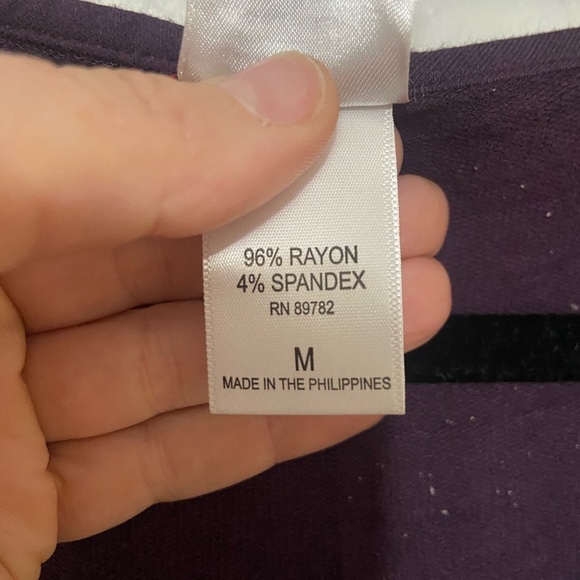 96% RAYON
4% SPANDEX
RN 89782
M
MADE IN THE PHILIPPINES